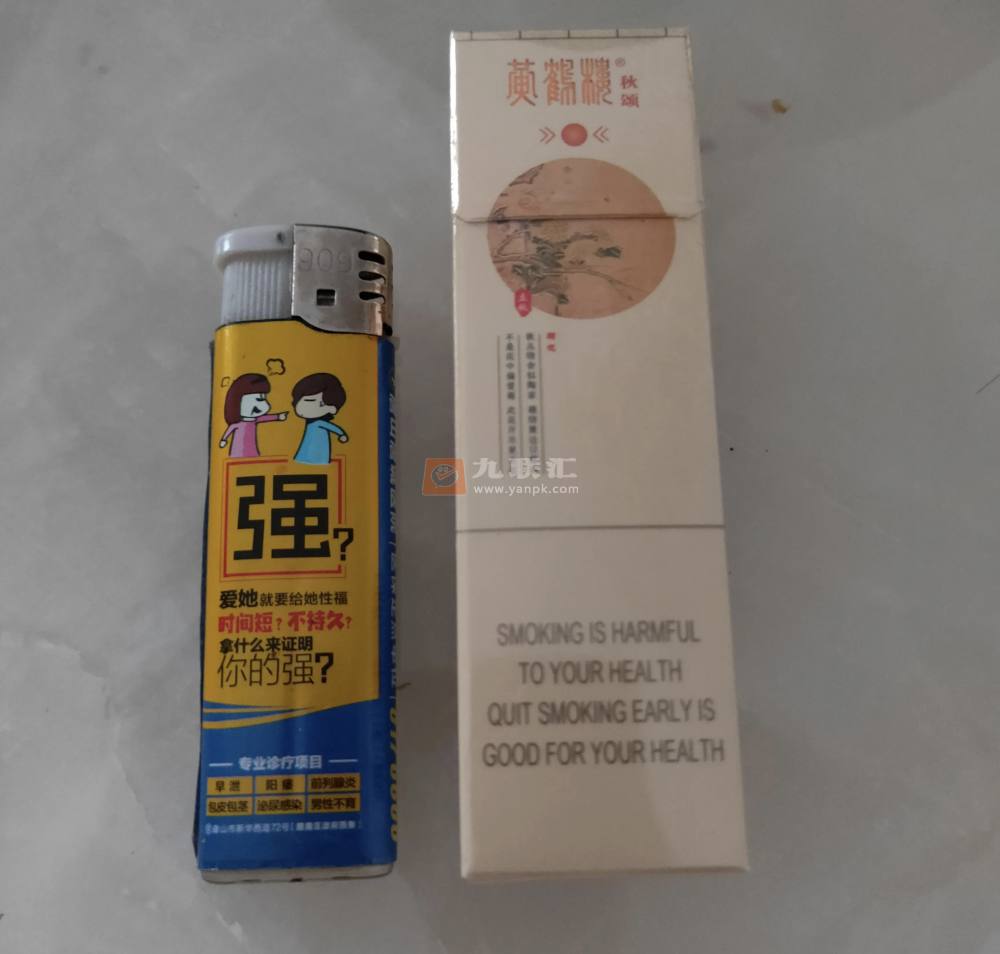 909
强?
爱她就要给她性福
时间短?不持久?
拿什么来证明
你的强?
专业诊疗项目
早泄 阳痿 前列腺炎
包皮包茎 泌尿感染 男性不育
黄鹤楼®
秋颂
立秋
九联汇
www.yanpk.com
SMOKING IS HARMFUL
TO YOUR HEALTH
QUIT SMOKING EARLY IS
GOOD FOR YOUR HEALTH